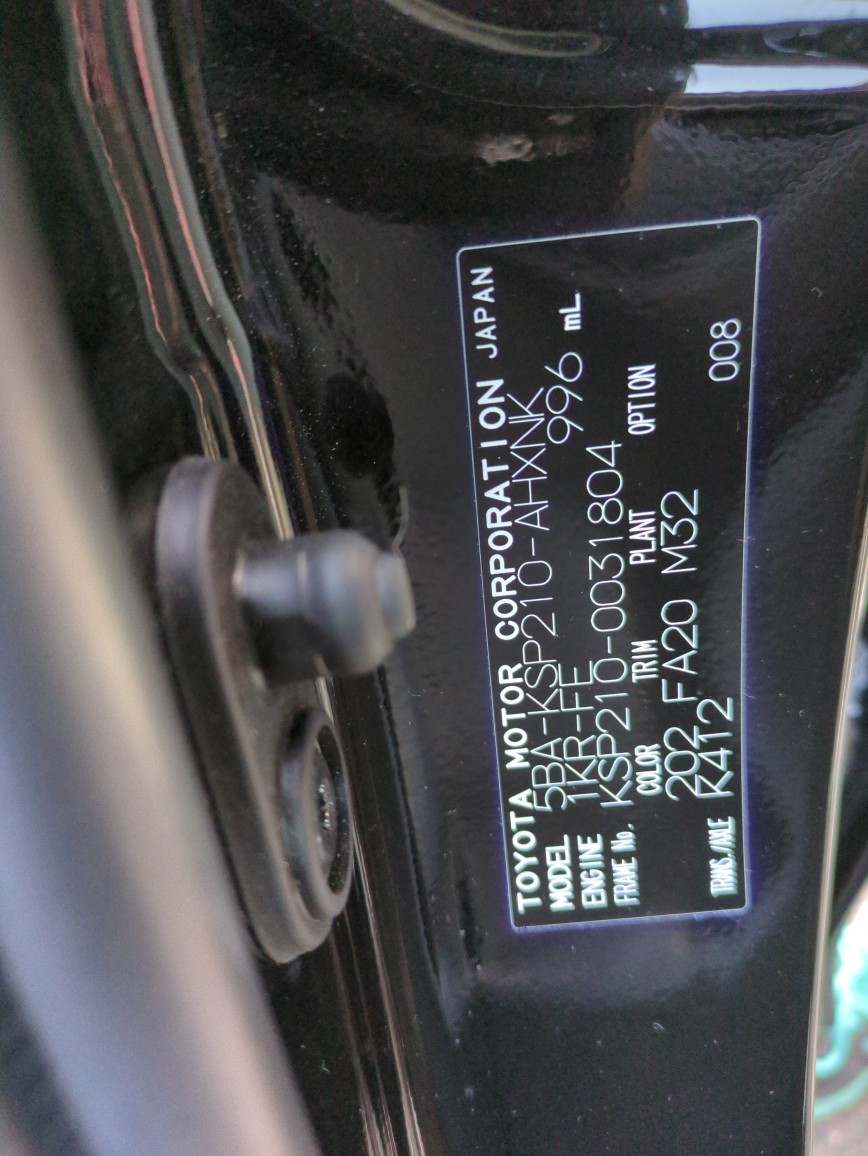 TOYOTA MOTOR CORPORATION JAPAN
MODEL 5BA-KSP210-AHXNK
ENGINE 1KR-FE 996 mL
FRAME No. KSP210-0031804
COLOR TRIM PLANT OPTION
202 FA20 M32
TRANS./AXLE K412 008